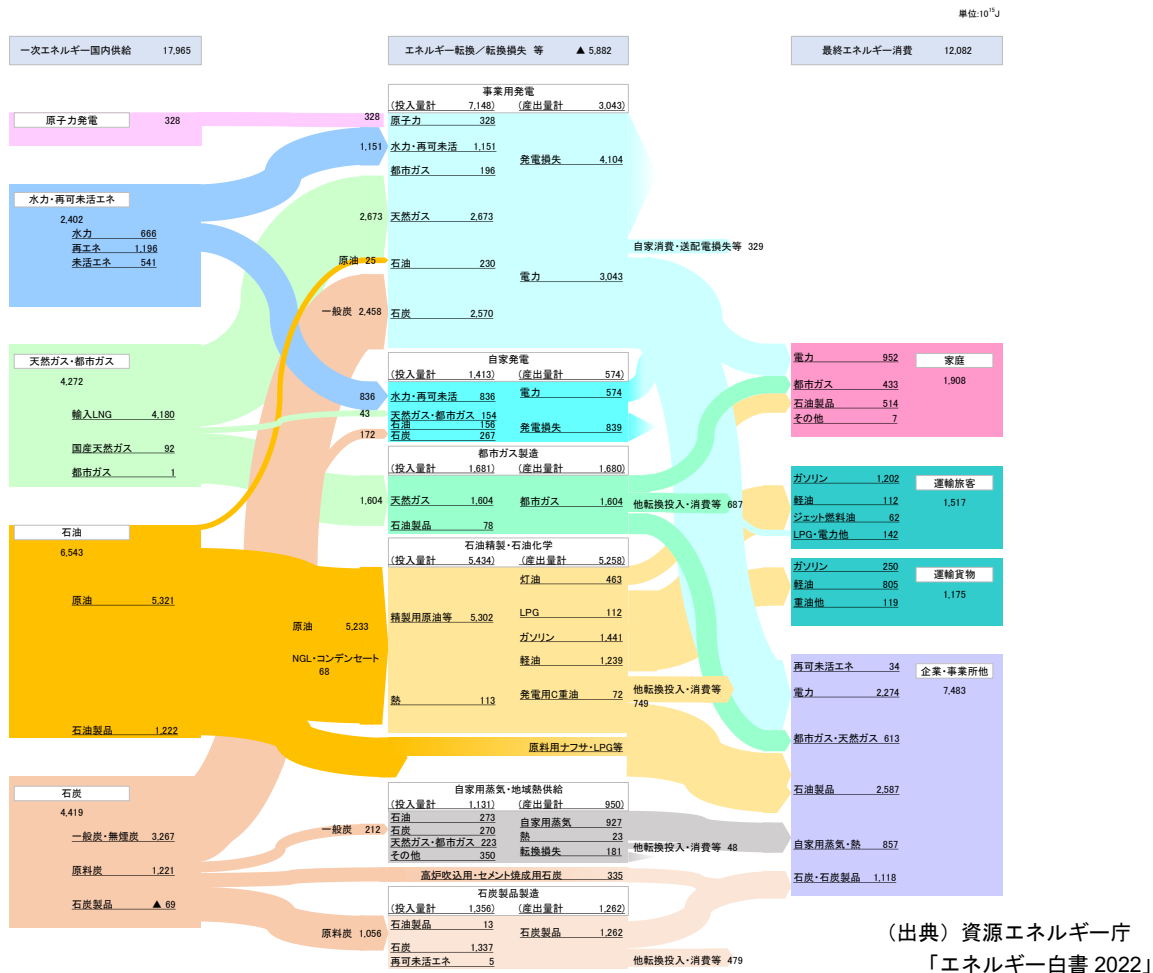 単位:10¹⁵J
一次エネルギー国内供給 17,965
エネルギー転換/転換損失 等 ▲ 5,882
最終エネルギー消費 12,082
原子力発電 328
水力・再可未活エネ
2,402
水力 666
再エネ 1,196
未活エネ 541
天然ガス・都市ガス
4,272
輸入LNG 4,180
国産天然ガス 92
都市ガス 1
石油
6,543
原油 5,321
石油製品 1,222
石炭
4,419
一般炭・無煙炭 3,267
原料炭 1,221
石炭製品 ▲ 69
328
1,151
2,673
原油 25
一般炭 2,458
836
43
172
1,604
原油 5,233
NGL・コンデンセート
68
一般炭 212
原料炭 1,056
事業用発電
(投入量計 7,148) (産出量計 3,043)
原子力 328
水力・再可未活 1,151
都市ガス 196
発電損失 4,104
天然ガス 2,673
石油 230
電力 3,043
石炭 2,570
自家発電
(投入量計 1,413) (産出量計 574)
水力・再可未活 836
電力 574
天然ガス・都市ガス 154
石油 156
発電損失 839
石炭 267
都市ガス製造
(投入量計 1,681) (産出量計 1,680)
天然ガス 1,604
都市ガス 1,604
石油製品 78
石油精製・石油化学
(投入量計 5,434) (産出量計 5,258)
灯油 463
精製用原油等 5,302
LPG 112
ガソリン 1,441
軽油 1,239
熱 113
発電用C重油 72
原料用ナフサ・LPG等
自家用蒸気・地域熱供給
(投入量計 1,131) (産出量計 950)
石油 273
自家用蒸気 927
石炭 270
熱 23
天然ガス・都市ガス 223
転換損失 181
その他 350
高炉吹込用・セメント焼成用石炭 335
石炭製品製造
(投入量計 1,356) (産出量計 1,262)
石油製品 13
石炭製品 1,262
石炭 1,337
再可未活エネ 5
自家消費・送配電損失等 329
他転換投入・消費等 687
他転換投入・消費等
749
他転換投入・消費等 48
他転換投入・消費等 479
電力 952
家庭
都市ガス 433
1,908
石油製品 514
その他 7
ガソリン 1,202
運輸旅客
軽油 112
1,517
ジェット燃料油 62
LPG・電力他 142
ガソリン 250
運輸貨物
軽油 805
1,175
重油他 119
再可未活エネ 34
企業・事業所他
電力 2,274
7,483
都市ガス・天然ガス 613
石油製品 2,587
自家用蒸気・熱 857
石炭・石炭製品 1,118
(出典)資源エネルギー庁
「エネルギー白書 2022」